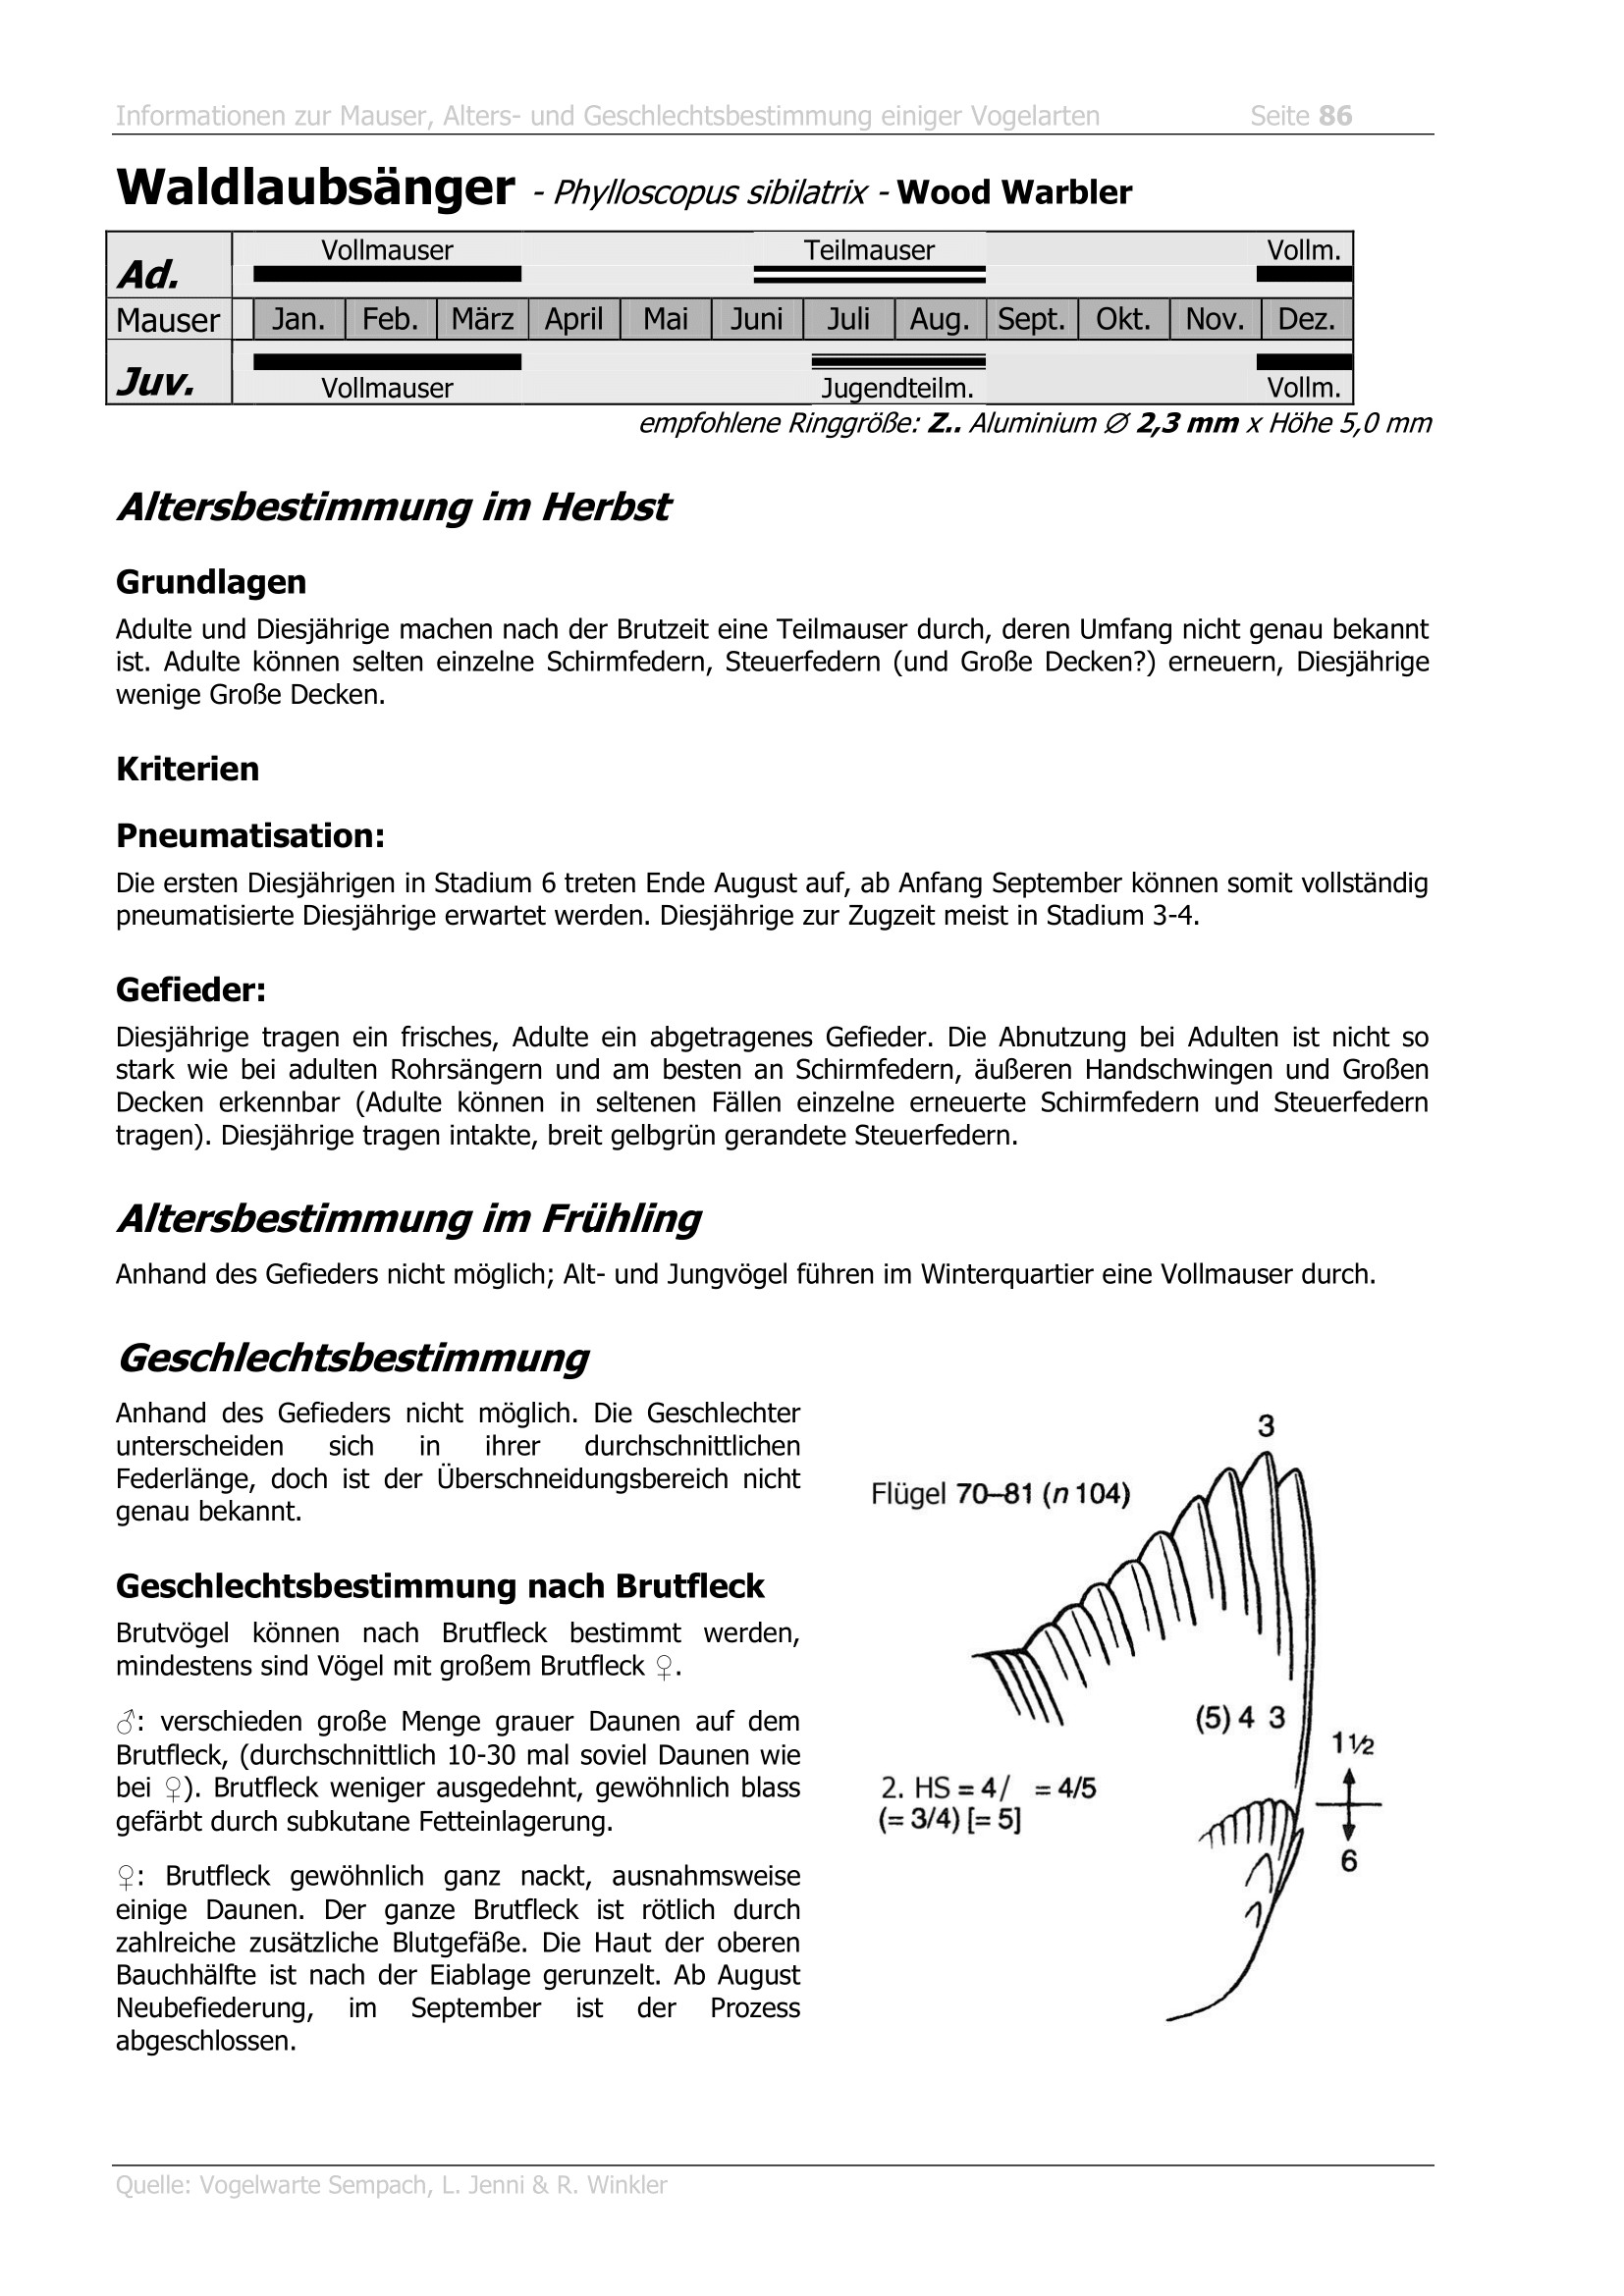 Informationen zur Mauser, Alters- und Geschlechtsbestimmung einiger Vogelarten Seite 86
Waldlaubsänger - Phylloscopus sibilatrix - Wood Warbler
Vollmauser Teilmauser Vollm.
Ad.
Mauser Jan. Feb. März April Mai Juni Juli Aug. Sept. Okt. Nov. Dez.
Juv.
Vollmauser Jugendteilm. Vollm.
empfohlene Ringgröße: Z.. Aluminium ∅ 2,3 mm x Höhe 5,0 mm
Altersbestimmung im Herbst
Grundlagen
Adulte und Diesjährige machen nach der Brutzeit eine Teilmauser durch, deren Umfang nicht genau bekannt
ist. Adulte können selten einzelne Schirmfedern, Steuerfedern (und Große Decken?) erneuern, Diesjährige
wenige Große Decken.
Kriterien
Pneumatisation:
Die ersten Diesjährigen in Stadium 6 treten Ende August auf, ab Anfang September können somit vollständig
pneumatisierte Diesjährige erwartet werden. Diesjährige zur Zugzeit meist in Stadium 3-4.
Gefieder:
Diesjährige tragen ein frisches, Adulte ein abgetragenes Gefieder. Die Abnutzung bei Adulten ist nicht so
stark wie bei adulten Rohrsängern und am besten an Schirmfedern, äußeren Handschwingen und Großen
Decken erkennbar (Adulte können in seltenen Fällen einzelne erneuerte Schirmfedern und Steuerfedern
tragen). Diesjährige tragen intakte, breit gelbgrün gerandete Steuerfedern.
Altersbestimmung im Frühling
Anhand des Gefieders nicht möglich; Alt- und Jungvögel führen im Winterquartier eine Vollmauser durch.
Geschlechtsbestimmung
Anhand des Gefieders nicht möglich. Die Geschlechter
unterscheiden sich in ihrer durchschnittlichen
Federlänge, doch ist der Überschneidungsbereich nicht
genau bekannt.
Geschlechtsbestimmung nach Brutfleck
Brutvögel können nach Brutfleck bestimmt werden,
mindestens sind Vögel mit großem Brutfleck ♀.
♂: verschieden große Menge grauer Daunen auf dem
Brutfleck, (durchschnittlich 10-30 mal soviel Daunen wie
bei ♀). Brutfleck weniger ausgedehnt, gewöhnlich blass
gefärbt durch subkutane Fetteinlagerung.
♀: Brutfleck gewöhnlich ganz nackt, ausnahmsweise
einige Daunen. Der ganze Brutfleck ist rötlich durch
zahlreiche zusätzliche Blutgefäße. Die Haut der oberen
Bauchhälfte ist nach der Eiablage gerunzelt. Ab August
Neubefiederung, im September ist der Prozess
abgeschlossen.
3
Flügel 70–81 (n 104)
(5) 4 3
1½
2. HS = 4/ = 4/5
(= 3/4) [= 5]
6
Quelle: Vogelwarte Sempach, L. Jenni & R. Winkler